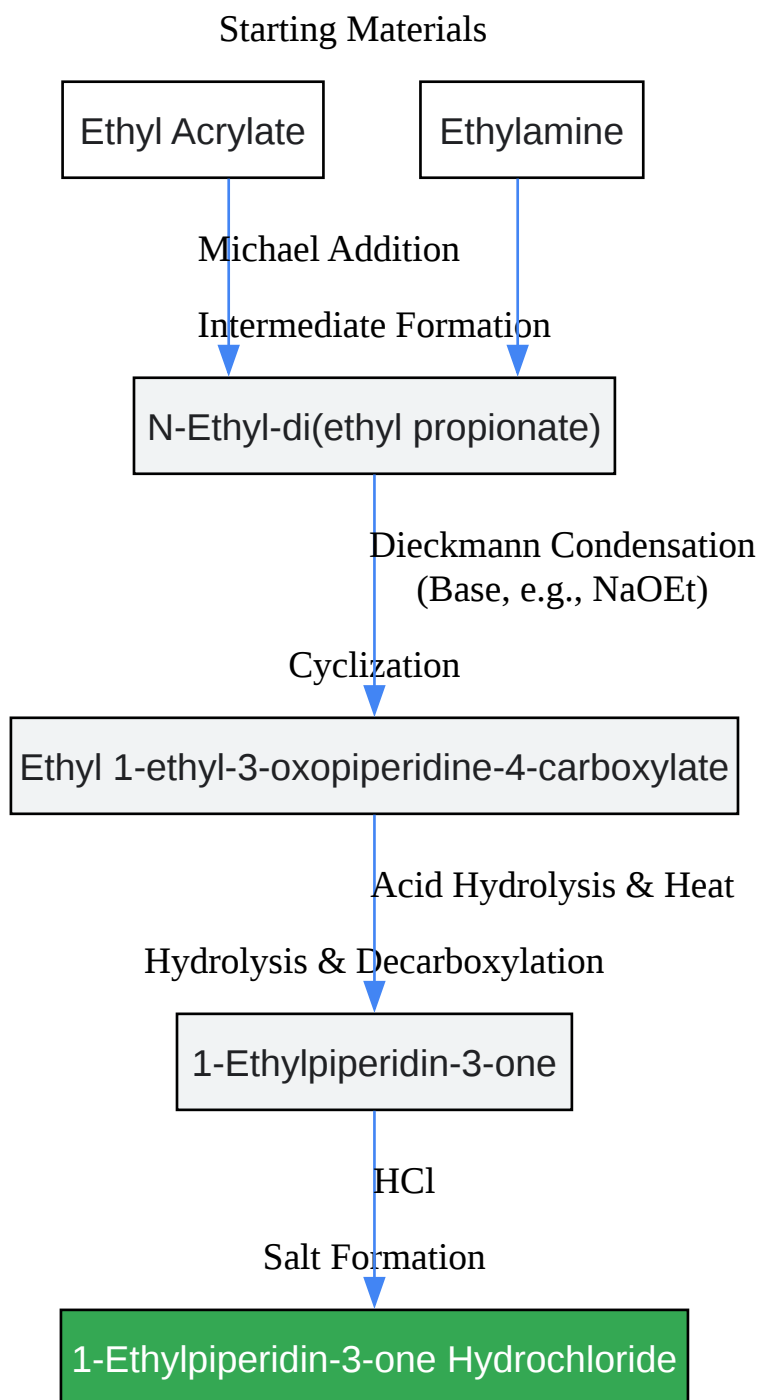 Starting Materials
Ethyl Acrylate
Ethylamine
Michael Addition
Intermediate Formation
N-Ethyl-di(ethyl propionate)
Dieckmann Condensation
(Base, e.g., NaOEt)
Cyclization
Ethyl 1-ethyl-3-oxopiperidine-4-carboxylate
Acid Hydrolysis & Heat
Hydrolysis & Decarboxylation
1-Ethylpiperidin-3-one
HCl
Salt Formation
1-Ethylpiperidin-3-one Hydrochloride